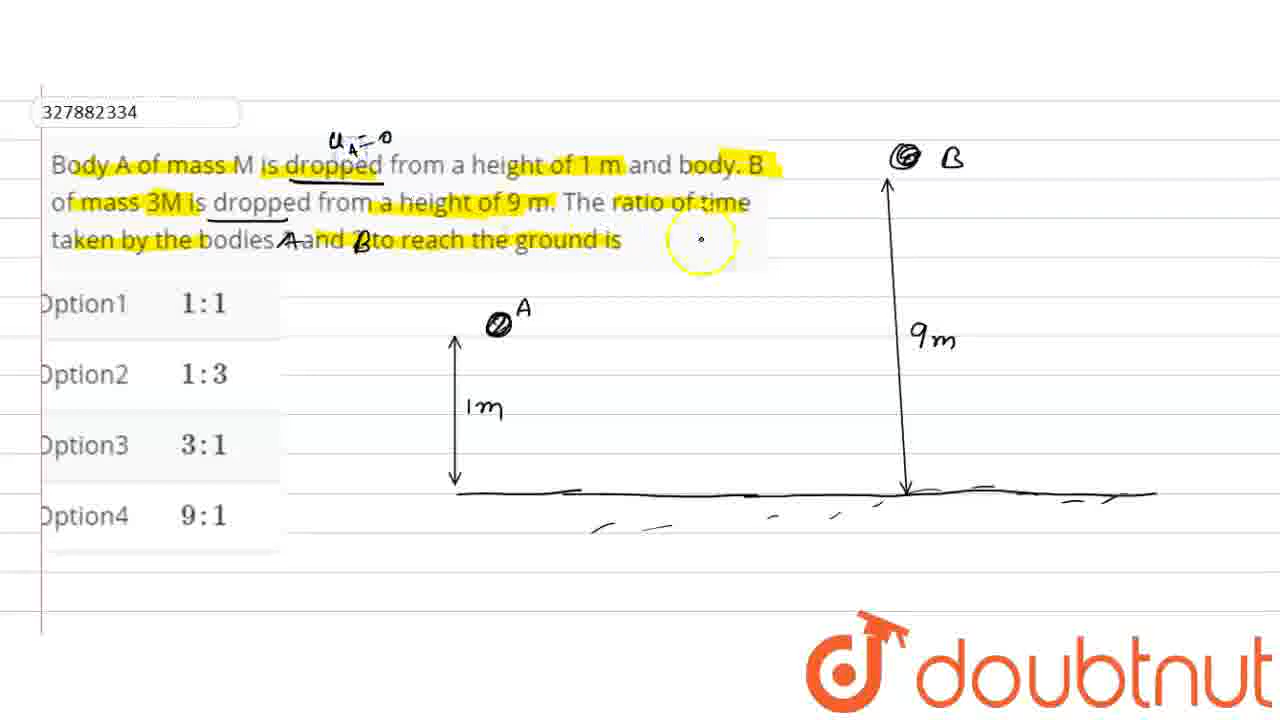 327882334
u_A = 0
Body A of mass M is dropped from a height of 1 m and body. B
of mass 3M is dropped from a height of 9 m. The ratio of time
taken by the bodies A and B to reach the ground is
Option1 1 : 1
Option2 1 : 3
Option3 3 : 1
Option4 9 : 1
A
1m
B
9m
doubtnut